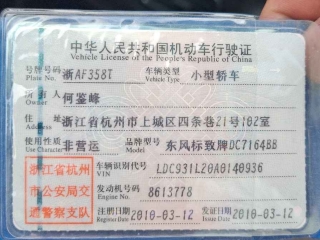 中华人民共和国机动车行驶证
Vehicle License of the People's Republic of China
号牌号码 浙AF358T 车辆类型 小型轿车
Plate No. Vehicle Type
所有人 何鉴峰
Owner
住址 浙江省杭州市上城区四条巷21号102室
Address
使用性质 非营运 品牌型号 东风标致牌DC7164BB
Model
浙江省杭州市公安局交通警察支队
车辆识别代号 LDC931L20A0140936
VIN
发动机号码 8613778
Engine No.
注册日期 2010-03-12 发证日期 2010-03-12
Register Date Issue Date